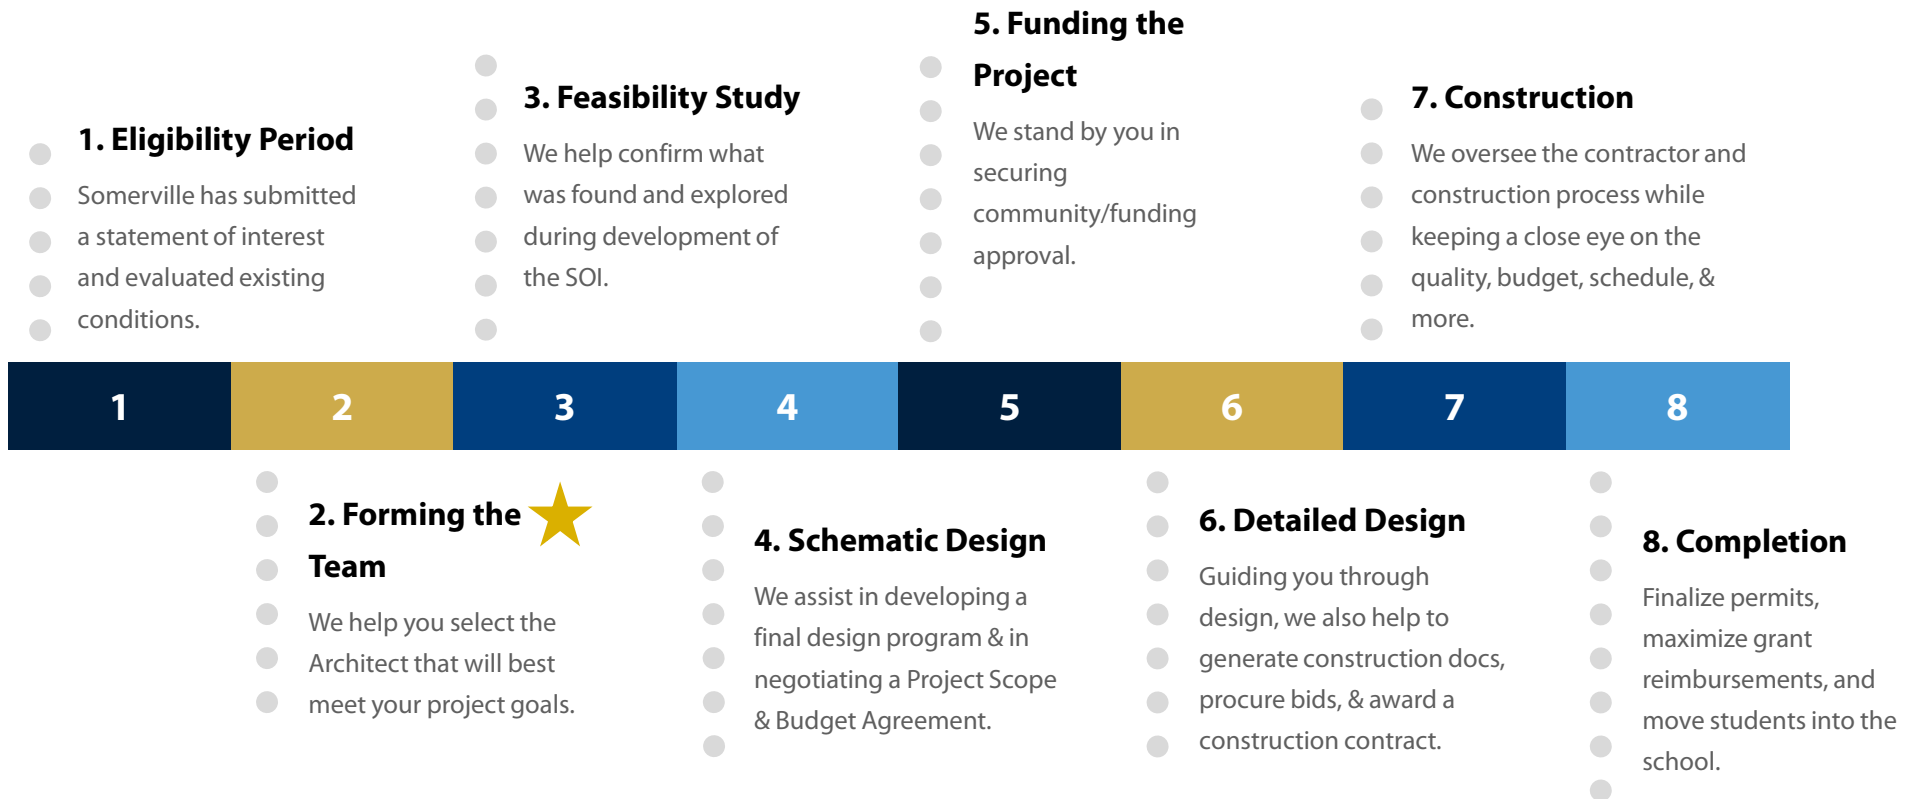 1. Eligibility Period
Somerville has submitted
a statement of interest
and evaluated existing
conditions.
3. Feasibility Study
We help confirm what
was found and explored
during development of
the SOI.
5. Funding the
Project
We stand by you in
securing
community/funding
approval.
7. Construction
We oversee the contractor and
construction process while
keeping a close eye on the
quality, budget, schedule, &
more.
1 2 3 4 5 6 7 8
2. Forming the
Team
We help you select the
Architect that will best
meet your project goals.
4. Schematic Design
We assist in developing a
final design program & in
negotiating a Project Scope
& Budget Agreement.
6. Detailed Design
Guiding you through
design, we also help to
generate construction docs,
procure bids, & award a
construction contract.
8. Completion
Finalize permits,
maximize grant
reimbursements, and
move students into the
school.